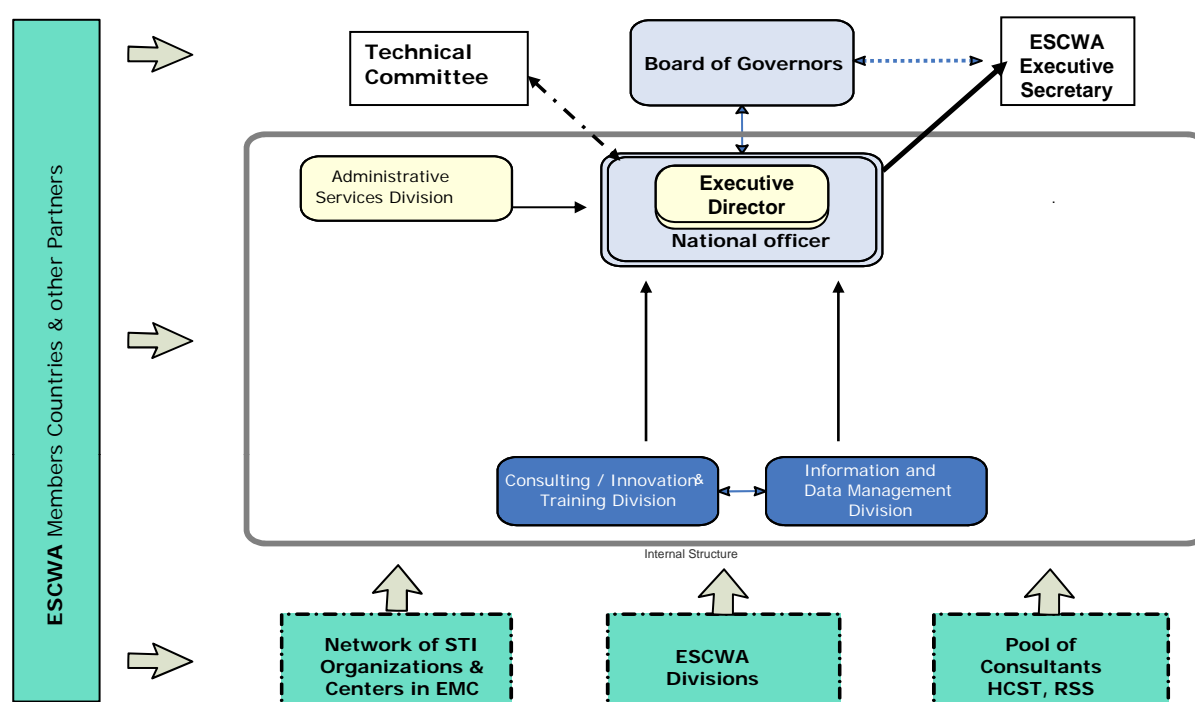 ESCWA Members Countries & other Partners
Technical
Committee
Board of Governors
ESCWA
Executive
Secretary
Administrative
Services Division
Executive
Director
National officer
Consulting / Innovation&
Training Division
Information and
Data Management
Division
Internal Structure
Network of STI
Organizations &
Centers in EMC
ESCWA
Divisions
Pool of
Consultants
HCST, RSS